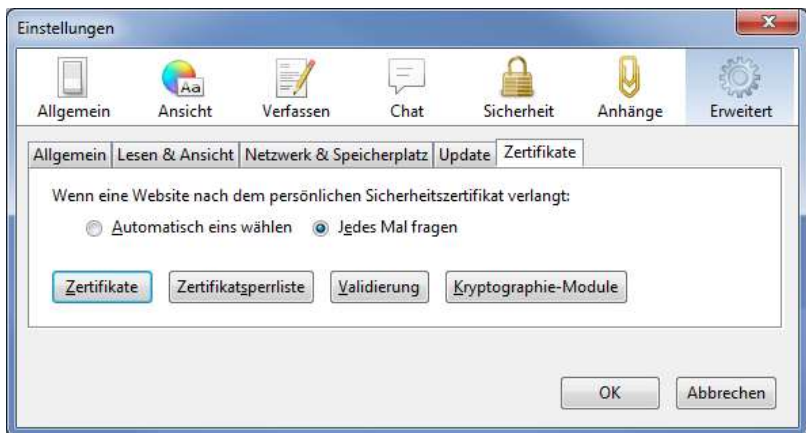 Einstellungen
Allgemein Ansicht Verfassen Chat Sicherheit Anhänge Erweitert
Allgemein Lesen & Ansicht Netzwerk & Speicherplatz Update Zertifikate
Wenn eine Website nach dem persönlichen Sicherheitszertifikat verlangt:
Automatisch eins wählen Jedes Mal fragen
Zertifikate Zertifikatsperrliste Validierung Kryptographie-Module
OK Abbrechen